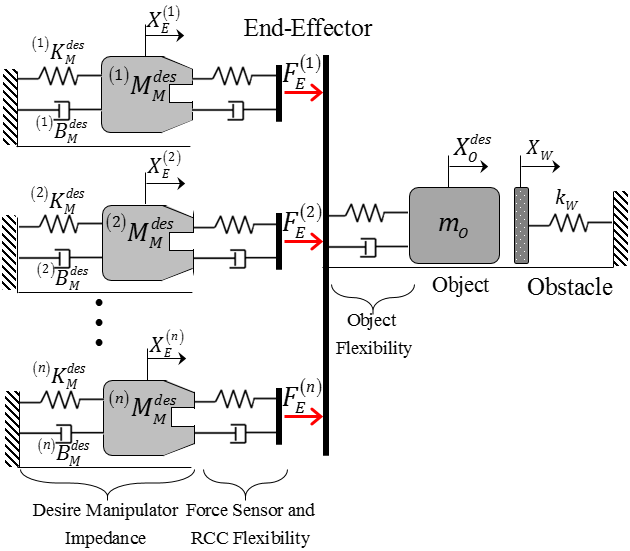 X_E^(1)
End-Effector
^(1)K_M^des
^(1)M_M^des
F_E^(1)
^(1)B_M^des
X_E^(2)
X_O^des
X_W
^(2)K_M^des
^(2)M_M^des
F_E^(2)
k_W
m_O
^(2)B_M^des
Object
Obstacle
Object
Flexibility
X_E^(n)
^(n)K_M^des
^(n)M_M^des
F_E^(n)
^(n)B_M^des
Desire Manipulator
Impedance
Force Sensor and
RCC Flexibility